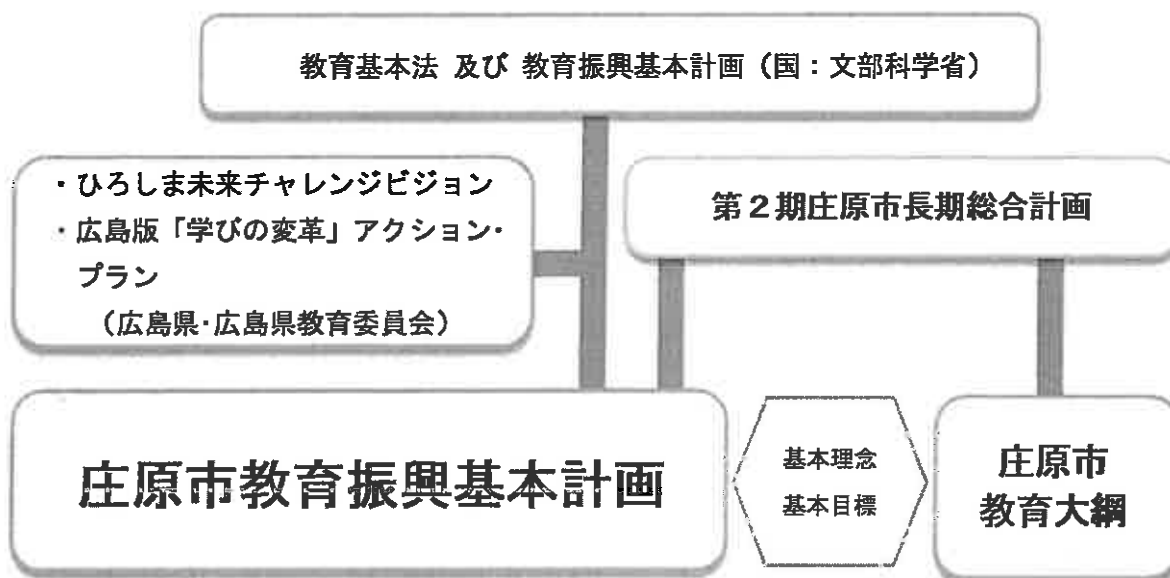 教育基本法 及び 教育振興基本計画（国：文部科学省）
・ひろしま未来チャレンジビジョン
・広島版「学びの変革」アクション・
プラン
（広島県・広島県教育委員会）
第２期庄原市長期総合計画
庄原市教育振興基本計画
基本理念
基本目標
庄原市
教育大綱